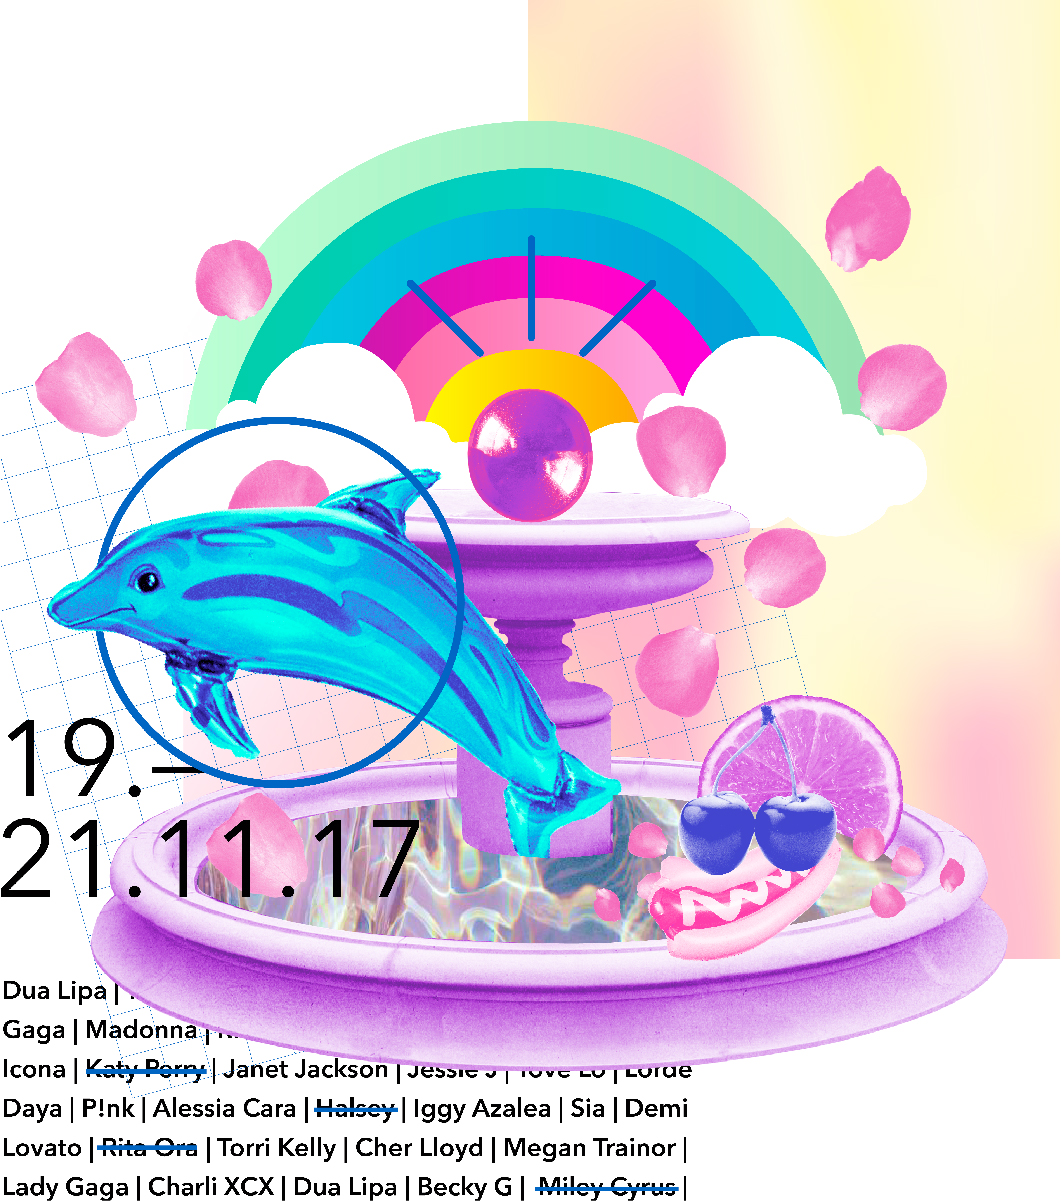 19.–
21.11.17
Dua Lipa |
Gaga | Madonna |
Icona | Katy Perry | Janet Jackson | Jessie J | Tove Lo | Lorde
Daya | P!nk | Alessia Cara | Halsey | Iggy Azalea | Sia | Demi
Lovato | Rita Ora | Torri Kelly | Cher Lloyd | Megan Trainor |
Lady Gaga | Charli XCX | Dua Lipa | Becky G | Miley Cyrus |